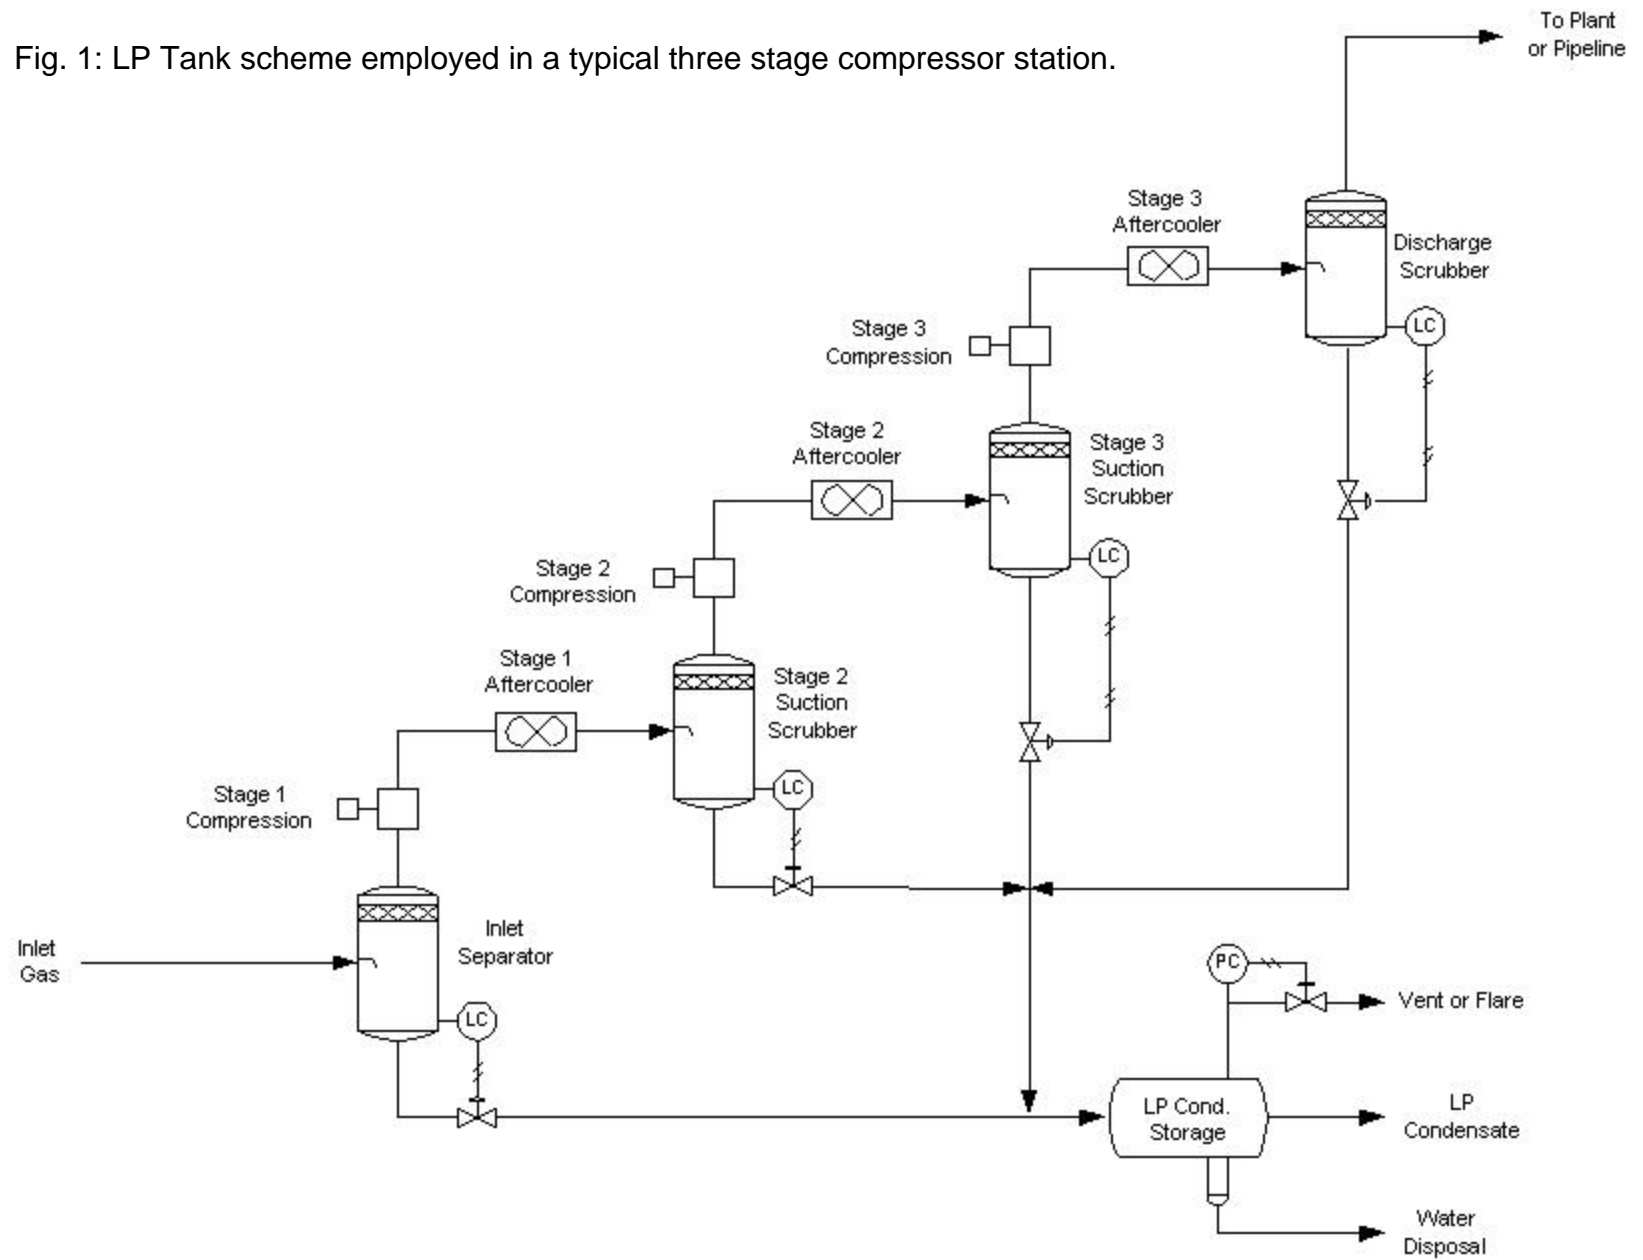 Fig. 1: LP Tank scheme employed in a typical three stage compressor station.
To Plant
or Pipeline
Stage 3
Aftercooler
Discharge
Scrubber
LC
Stage 3
Compression
Stage 2
Aftercooler
Stage 3
Suction
Scrubber
LC
Stage 2
Compression
Stage 1
Aftercooler
Stage 2
Suction
Scrubber
LC
Stage 1
Compression
Inlet
Gas
Inlet
Separator
LC
PC
Vent or Flare
LP Cond.
Storage
LP
Condensate
Water
Disposal